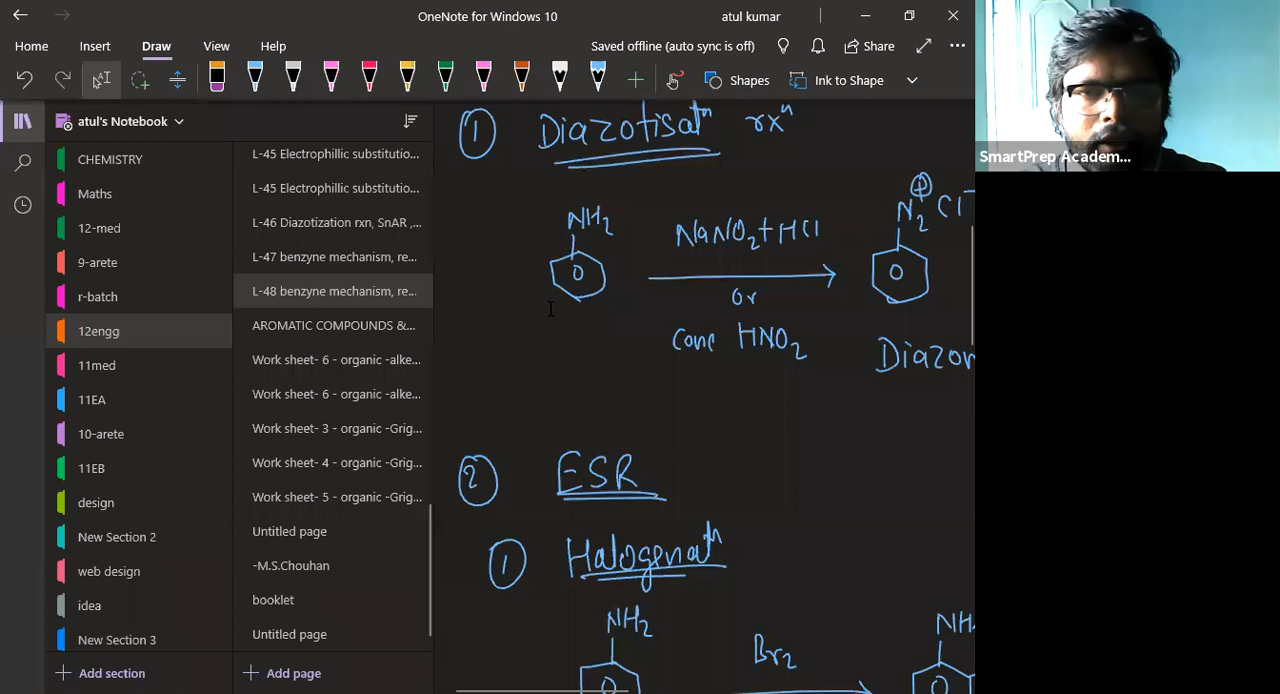 OneNote for Windows 10
atul kumar
Home Insert Draw View Help
Saved offline (auto sync is off)
Share
Shapes
Ink to Shape
atul's Notebook
CHEMISTRY
Maths
12-med
9-arete
r-batch
12engg
11med
11EA
10-arete
11EB
design
New Section 2
web design
idea
New Section 3
Add section
L-45 Electrophillic substitutio...
L-45 Electrophillic substitutio...
L-46 Diazotization rxn, SnAR ,...
L-47 benzyne mechanism, re...
L-48 benzyne mechanism, re...
AROMATIC COMPOUNDS &...
Work sheet- 6 - organic -alke...
Work sheet- 6 - organic -alke...
Work sheet- 3 - organic -Grig...
Work sheet- 4 - organic -Grig...
Work sheet- 5 - organic -Grig...
Untitled page
-M.S.Chouhan
booklet
Untitled page
Add page
① Diazotisatn rxn
NH2 NaNO2+HCl N2⊕ Cl-
Or
Conc HNO2
Diazon
② ESR
① Halogenatn
NH2 Br2 NH
SmartPrep Academ...